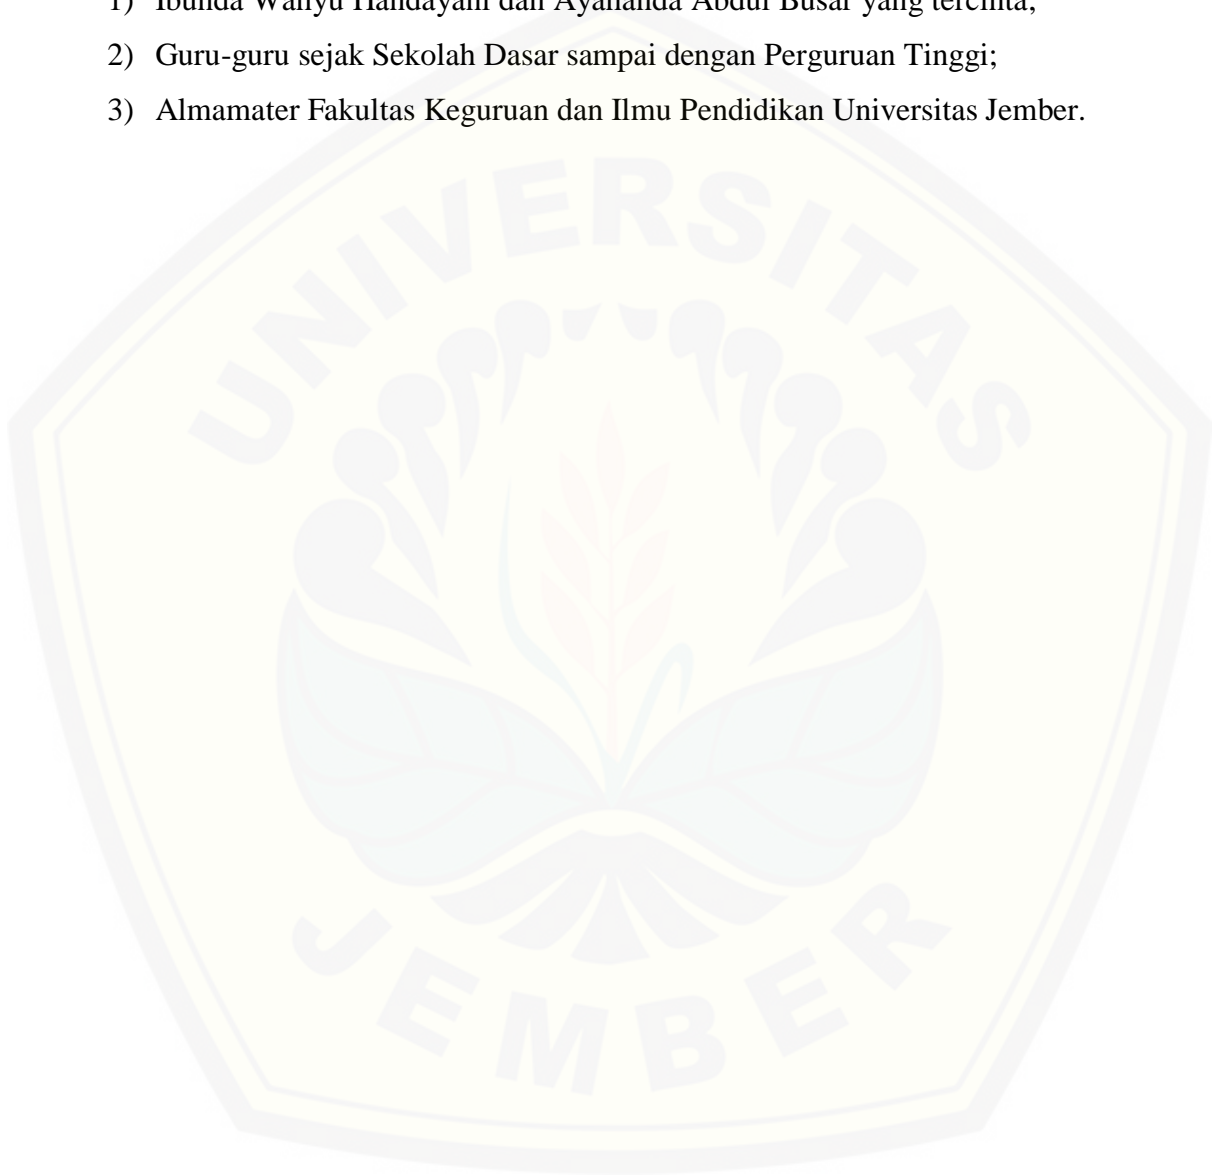 1) Ibunda Wahyu Handayani dan Ayahanda Abdul Busar yang tercinta;
2) Guru-guru sejak Sekolah Dasar sampai dengan Perguruan Tinggi;
3) Almamater Fakultas Keguruan dan Ilmu Pendidikan Universitas Jember.
UNIVERSITAS
JEMBER